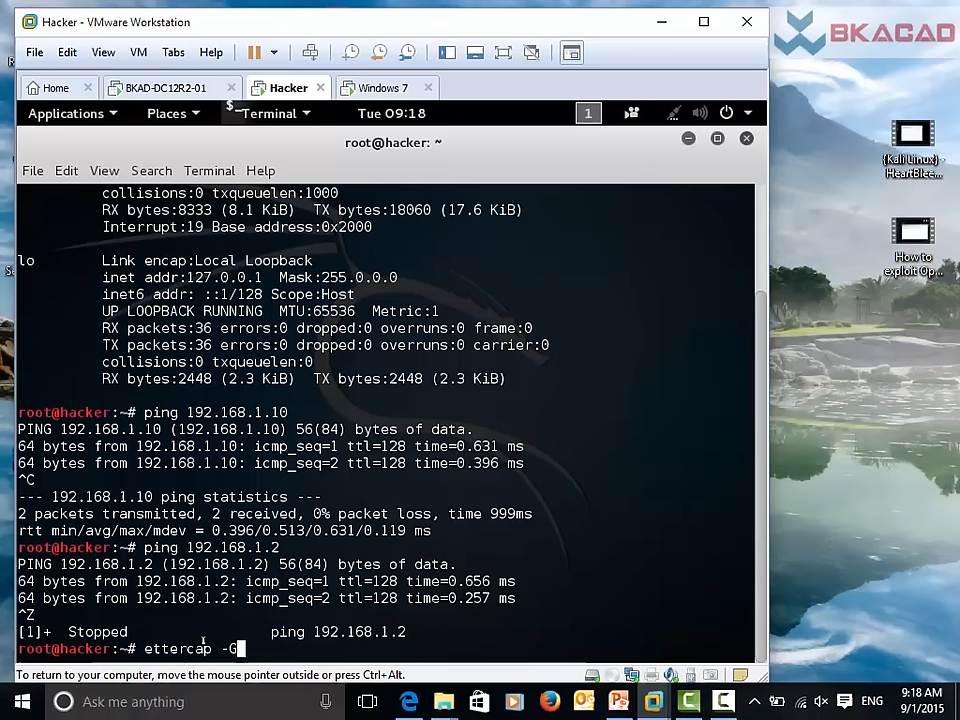 Hacker - VMware Workstation
BKACAD
File Edit View VM Tabs Help
Home BKAD-DC12R2-01 Hacker Windows 7
Applications Places Terminal Tue 09:18 1
root@hacker: ~
File Edit View Search Terminal Help
collisions:0 txqueuelen:1000
RX bytes:8333 (8.1 KiB) TX bytes:18060 (17.6 KiB)
Interrupt:19 Base address:0x2000
lo Link encap:Local Loopback
inet addr:127.0.0.1 Mask:255.0.0.0
inet6 addr: ::1/128 Scope:Host
UP LOOPBACK RUNNING MTU:65536 Metric:1
RX packets:36 errors:0 dropped:0 overruns:0 frame:0
TX packets:36 errors:0 dropped:0 overruns:0 carrier:0
collisions:0 txqueuelen:0
RX bytes:2448 (2.3 KiB) TX bytes:2448 (2.3 KiB)
root@hacker:~# ping 192.168.1.10
PING 192.168.1.10 (192.168.1.10) 56(84) bytes of data.
64 bytes from 192.168.1.10: icmp_seq=1 ttl=128 time=0.631 ms
64 bytes from 192.168.1.10: icmp_seq=2 ttl=128 time=0.396 ms
^C
--- 192.168.1.10 ping statistics ---
2 packets transmitted, 2 received, 0% packet loss, time 999ms
rtt min/avg/max/mdev = 0.396/0.513/0.631/0.119 ms
root@hacker:~# ping 192.168.1.2
PING 192.168.1.2 (192.168.1.2) 56(84) bytes of data.
64 bytes from 192.168.1.2: icmp_seq=1 ttl=128 time=0.656 ms
64 bytes from 192.168.1.2: icmp_seq=2 ttl=128 time=0.257 ms
^Z
[1]+ Stopped ping 192.168.1.2
root@hacker:~# ettercap -G
To return to your computer, move the mouse pointer outside or press Ctrl+Alt.
{Kali Linux} -
HeartBlee...
How to
exploit Op...
Ask me anything
ENG
9:18 AM
9/1/2015